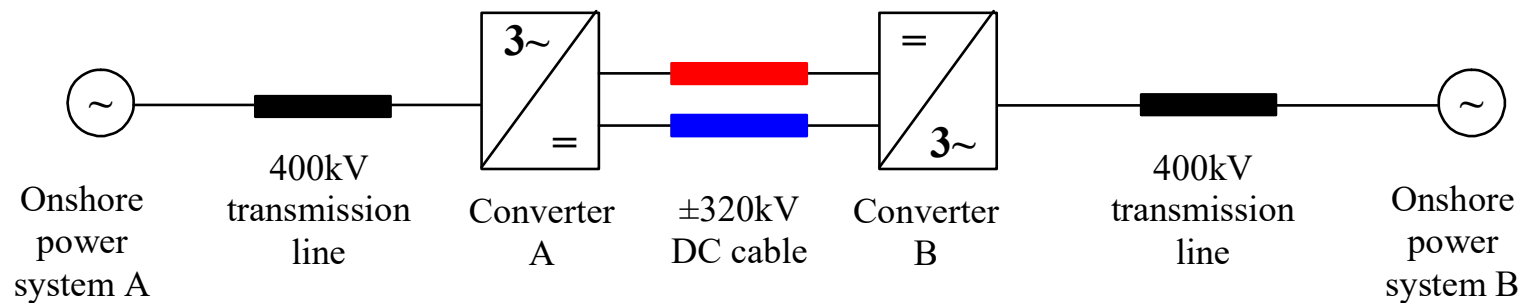 3~
=
=
3~
~
~
400kV
transmission
line
400kV
transmission
line
Onshore
power
system A
Converter
A
±320kV
DC cable
Converter
B
Onshore
power
system B